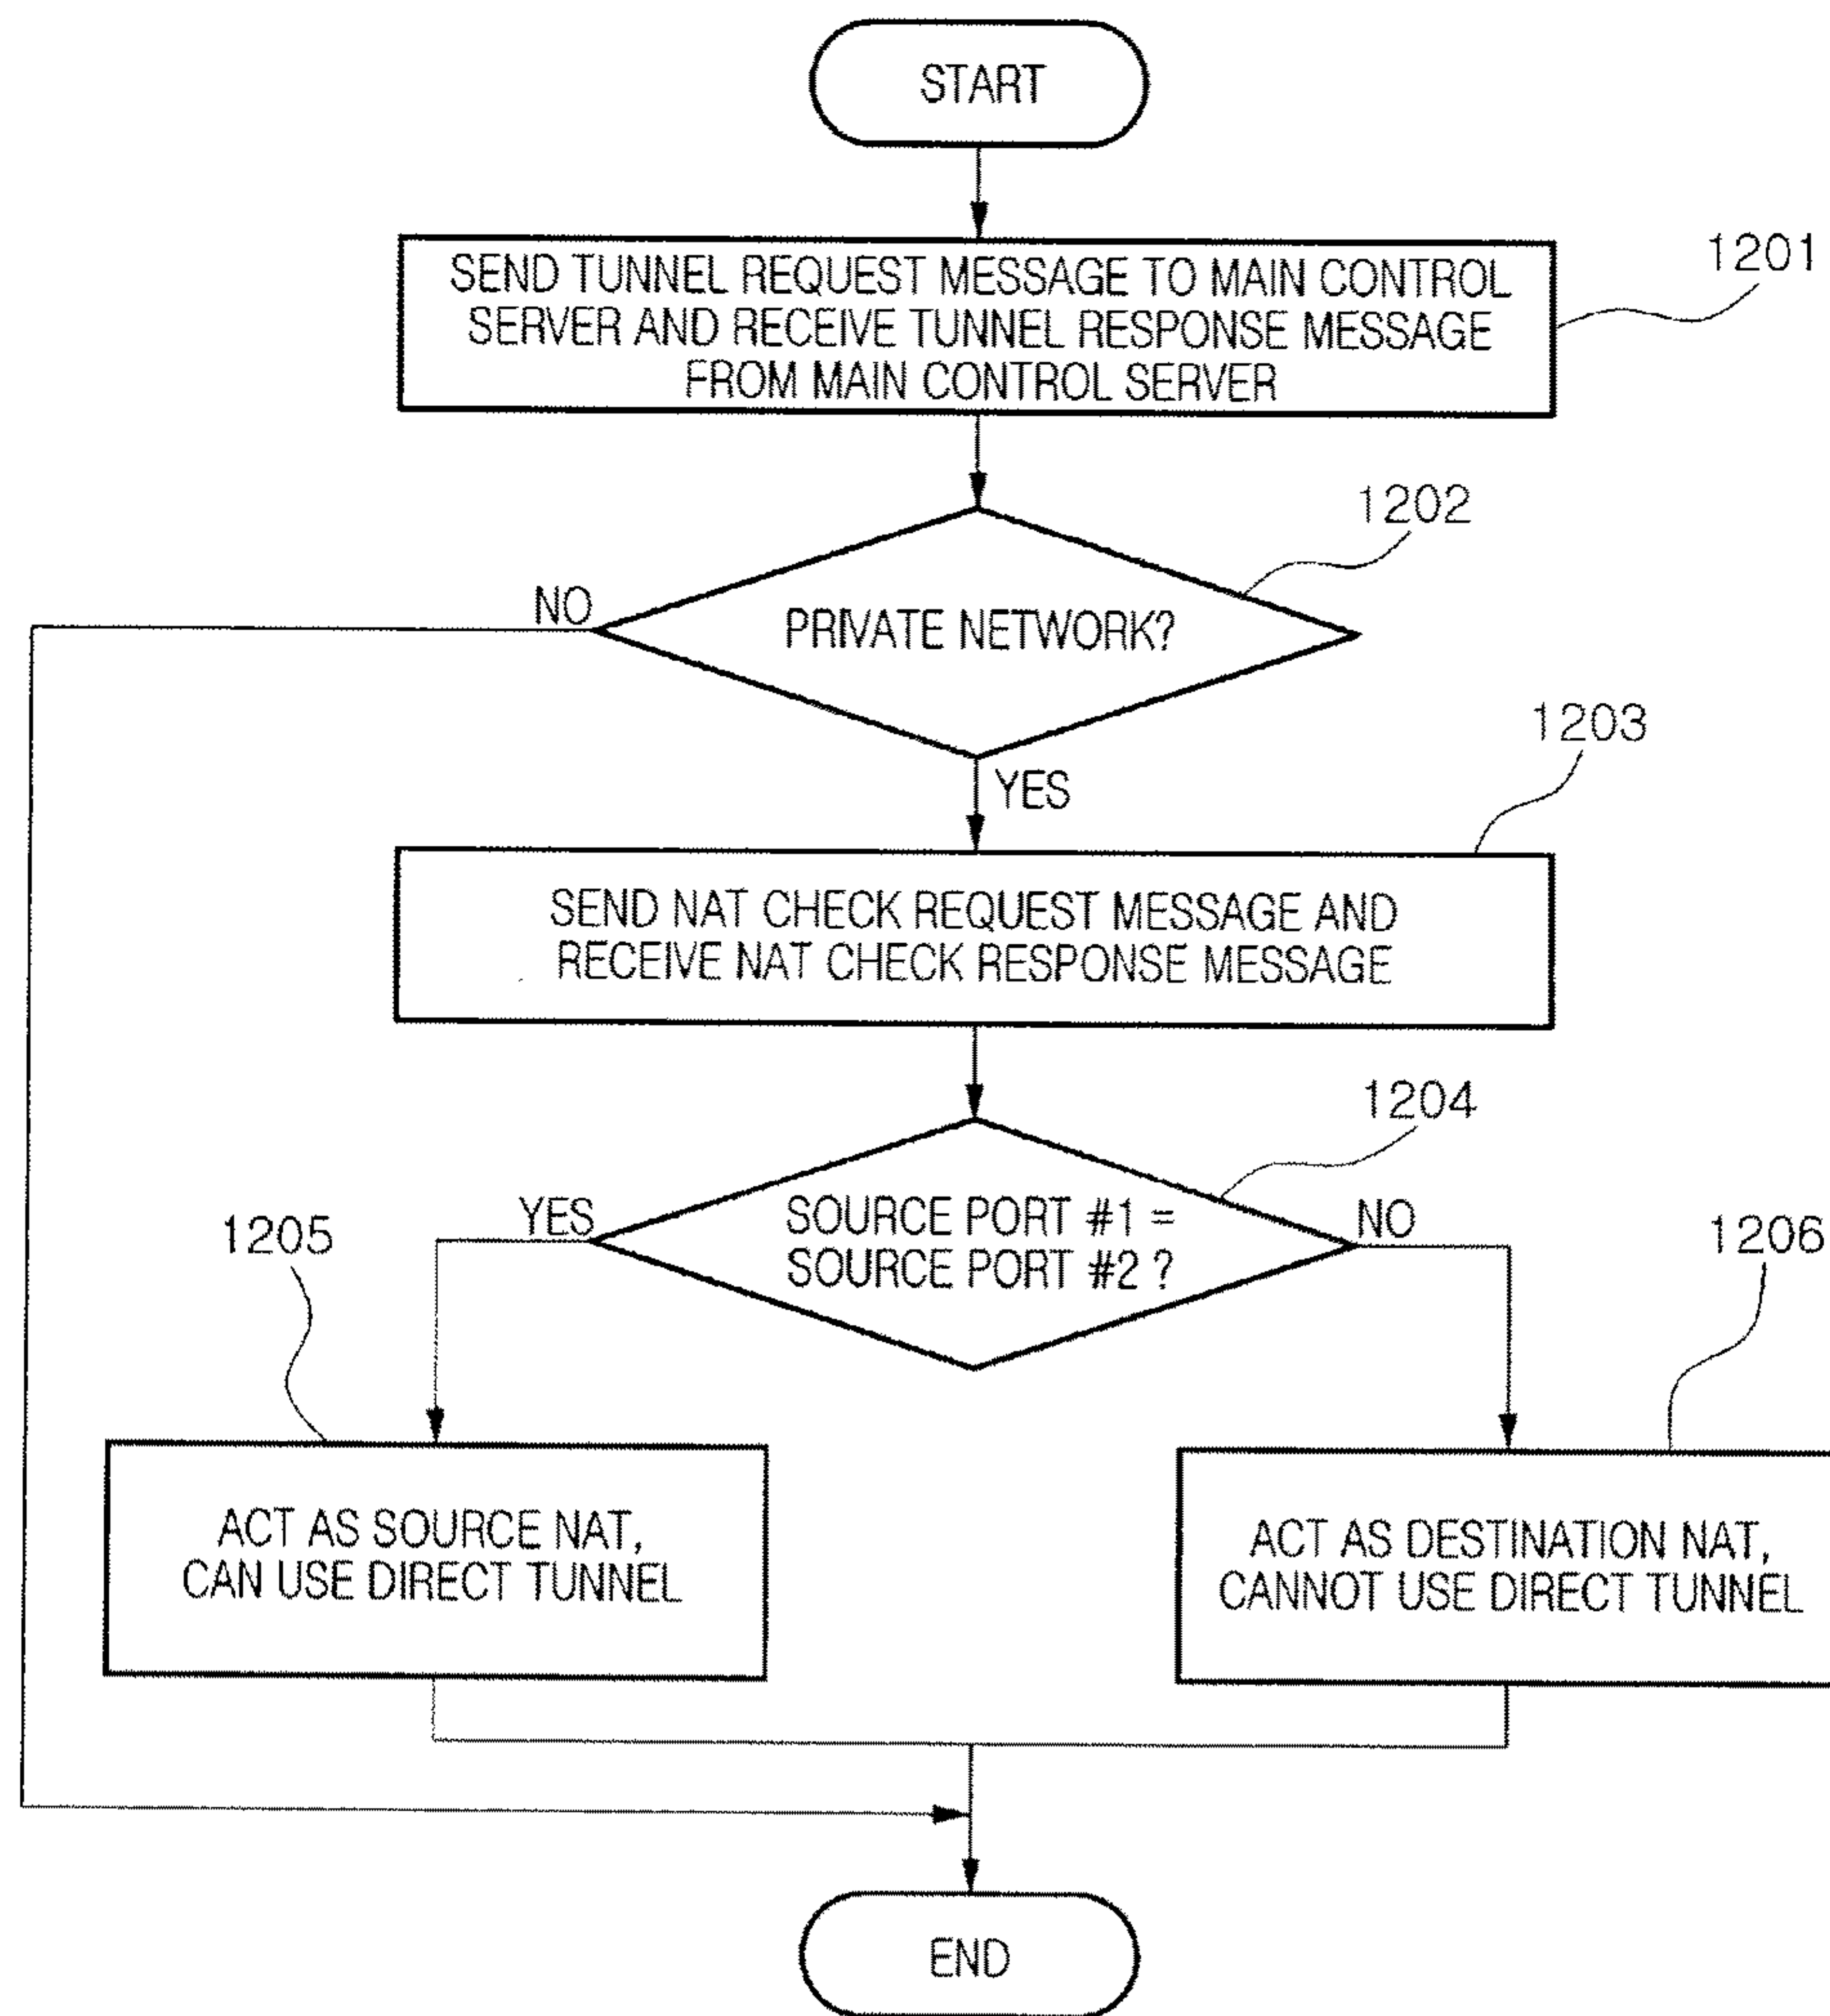 START
1201
SEND TUNNEL REQUEST MESSAGE TO MAIN CONTROL
SERVER AND RECEIVE TUNNEL RESPONSE MESSAGE
FROM MAIN CONTROL SERVER
1202
NO
PRIVATE NETWORK?
YES
1203
SEND NAT CHECK REQUEST MESSAGE AND
RECEIVE NAT CHECK RESPONSE MESSAGE
1204
YES
SOURCE PORT #1 =
SOURCE PORT #2 ?
NO
1205
1206
ACT AS SOURCE NAT,
CAN USE DIRECT TUNNEL
ACT AS DESTINATION NAT,
CANNOT USE DIRECT TUNNEL
END